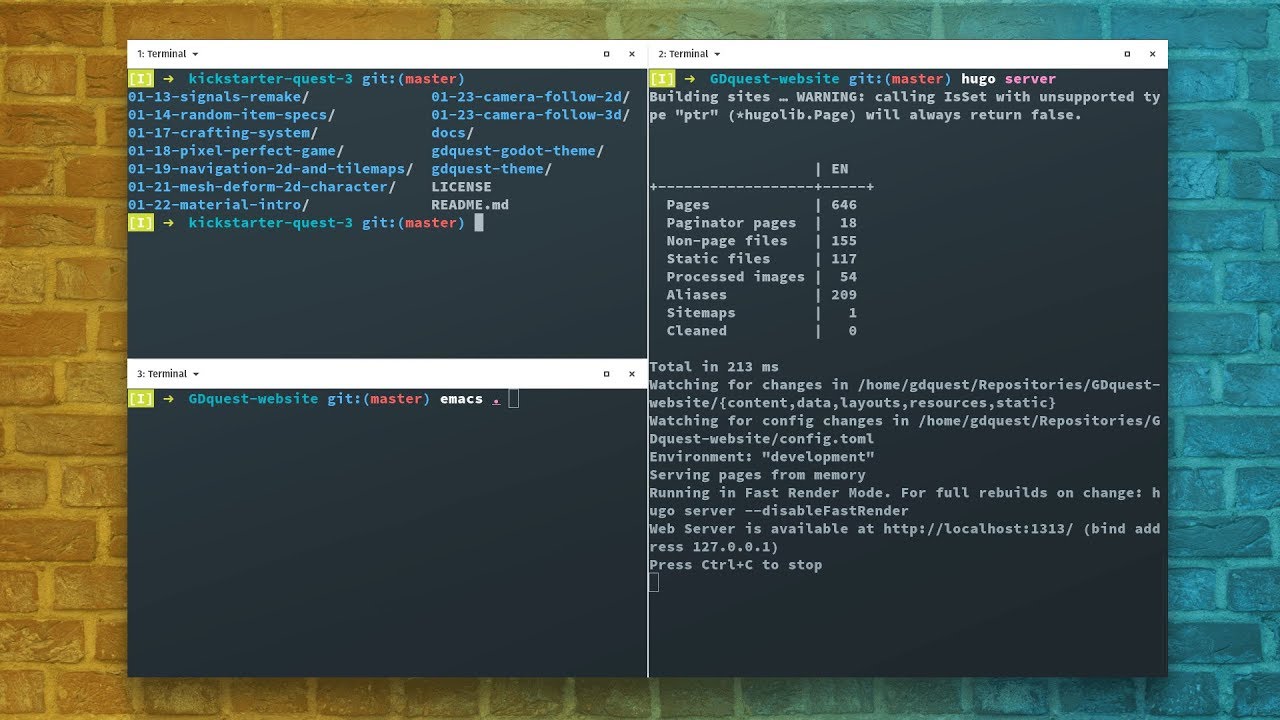 1: Terminal
[I] → kickstarter-quest-3 git:(master)
01-13-signals-remake/ 01-23-camera-follow-2d/
01-14-random-item-specs/ 01-23-camera-follow-3d/
01-17-crafting-system/ docs/
01-18-pixel-perfect-game/ gdquest-godot-theme/
01-19-navigation-2d-and-tilemaps/ gdquest-theme/
01-21-mesh-deform-2d-character/ LICENSE
01-22-material-intro/ README.md
[I] → kickstarter-quest-3 git:(master)
3: Terminal
[I] → GDquest-website git:(master) emacs .
2: Terminal
[I] → GDquest-website git:(master) hugo server
Building sites … WARNING: calling IsSet with unsupported ty
pe "ptr" (*hugolib.Page) will always return false.
| EN
+------------------+-----+
Pages | 646
Paginator pages | 18
Non-page files | 155
Static files | 117
Processed images | 54
Aliases | 209
Sitemaps | 1
Cleaned | 0
Total in 213 ms
Watching for changes in /home/gdquest/Repositories/GDquest-
website/{content,data,layouts,resources,static}
Watching for config changes in /home/gdquest/Repositories/G
Dquest-website/config.toml
Environment: "development"
Serving pages from memory
Running in Fast Render Mode. For full rebuilds on change: h
ugo server --disableFastRender
Web Server is available at http://localhost:1313/ (bind add
ress 127.0.0.1)
Press Ctrl+C to stop